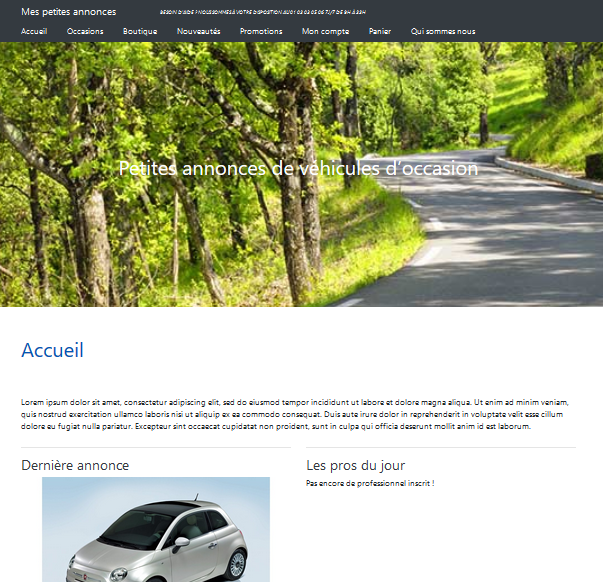 Mes petites annonces
BESOIN D'AIDE ? NOUS SOMMES À VOTRE DISPOSITION AU 01 03 03 05 06 7J/7 DE 9H À 22H
Accueil Occasions Boutique Nouveautés Promotions Mon compte Panier Qui sommes nous
Petites annonces de véhicules d'occasion
Accueil
Lorem ipsum dolor sit amet, consectetur adipiscing elit, sed do eiusmod tempor incididunt ut labore et dolore magna aliqua. Ut enim ad minim veniam,
quis nostrud exercitation ullamco laboris nisi ut aliquip ex ea commodo consequat. Duis aute irure dolor in reprehenderit in voluptate velit esse cillum
dolore eu fugiat nulla pariatur. Excepteur sint occaecat cupidatat non proident, sunt in culpa qui officia deserunt mollit anim id est laborum.
Dernière annonce
Les pros du jour
Pas encore de professionnel inscrit !